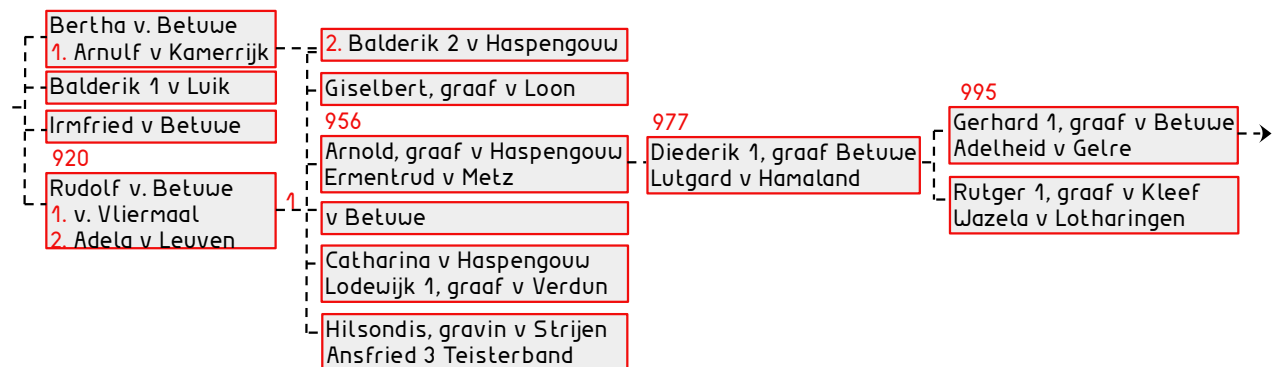 Bertha v. Betuwe
1. Arnulf v Kamerrijk
Balderik 1 v Luik
Irmfried v Betuwe
920
Rudolf v. Betuwe
1. v. Vliermaal
2. Adela v Leuven
1
2. Balderik 2 v Haspengouw
Giselbert, graaf v Loon
956
Arnold, graaf v Haspengouw
Ermentrud v Metz
v Betuwe
Catharina v Haspengouw
Lodewijk 1, graaf v Verdun
Hilsondis, gravin v Strijen
Ansfried 3 Teisterband
977
Diederik 1, graaf Betuwe
Lutgard v Hamaland
995
Gerhard 1, graaf v Betuwe
Adelheid v Gelre
Rutger 1, graaf v Kleef
Wazela v Lotharingen